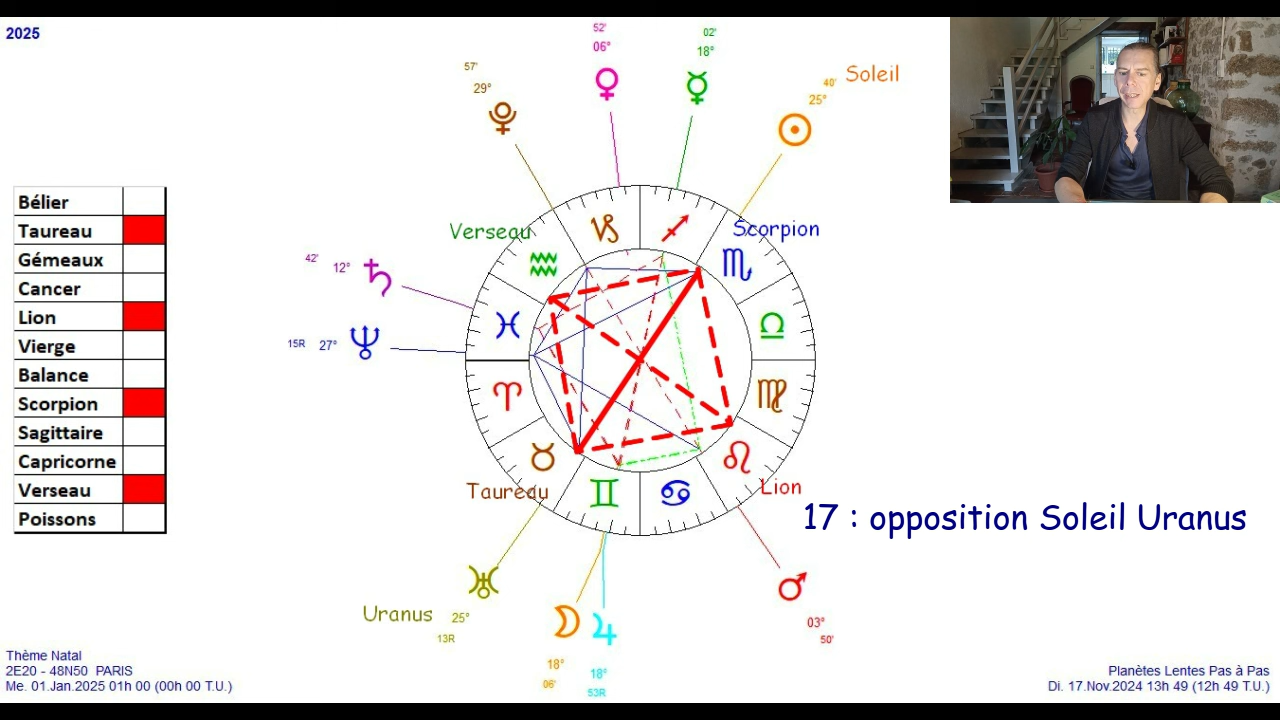 2025
52'
06°
02'
18°
57'
29°
40'
25°
Soleil
Bélier
Taureau
Gémeaux
Cancer
Lion
Vierge
Balance
Scorpion
Sagittaire
Capricorne
Verseau
Poissons
Verseau
Scorpion
42'
12°
15R
27°
Taureau
Lion
17 : opposition Soleil Uranus
Uranus
25°
13R
18°
06'
18°
53R
03°
50'
Thème Natal
2E20 - 48N50 PARIS
Me. 01.Jan.2025 01h 00 (00h 00 T.U.)
Planètes Lentes Pas à Pas
Di. 17.Nov.2024 13h 49 (12h 49 T.U.)